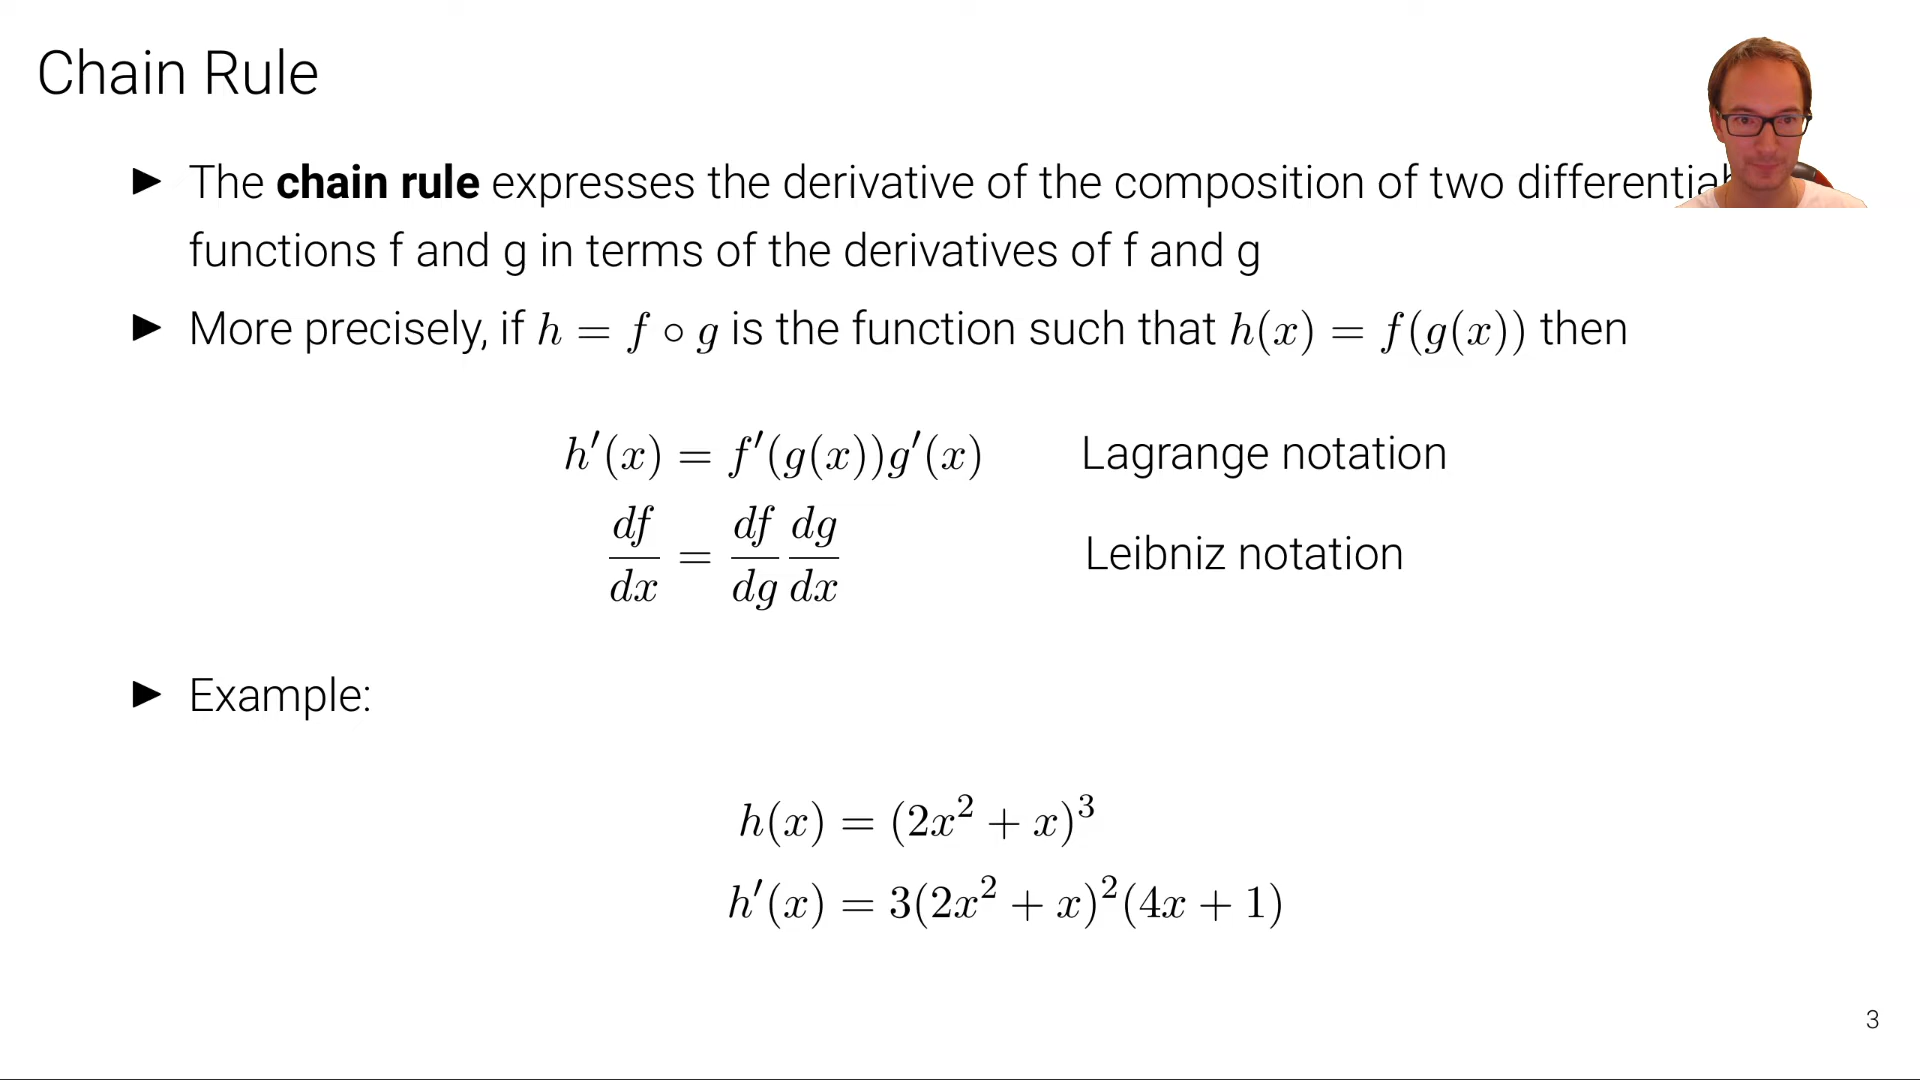 Chain Rule
► The chain rule expresses the derivative of the composition of two
functions f and g in terms of the derivatives of f and g
► More precisely, if h = f ∘ g is the function such that h(x) = f(g(x)) then
h′(x) = f′(g(x))g′(x) Lagrange notation
df/dx = df/dg dg/dx Leibniz notation
► Example:
h(x) = (2x² + x)³
h′(x) = 3(2x² + x)²(4x + 1)
3